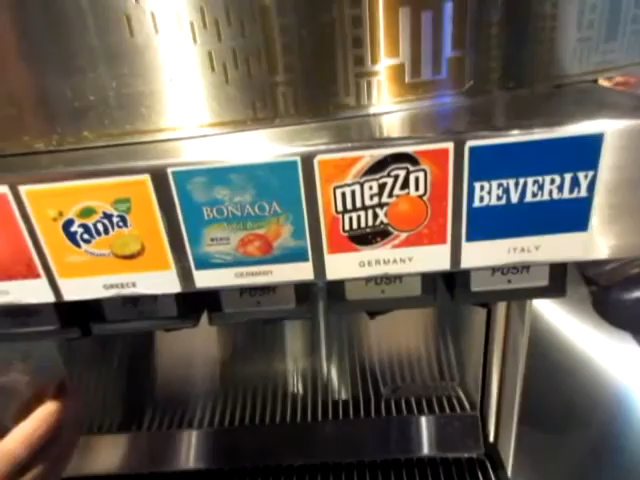 Fanta
GREECE
BONAQA
GERMANY
PUSH
mezzo
mix
GERMANY
PUSH
BEVERLY
ITALY
PUSH